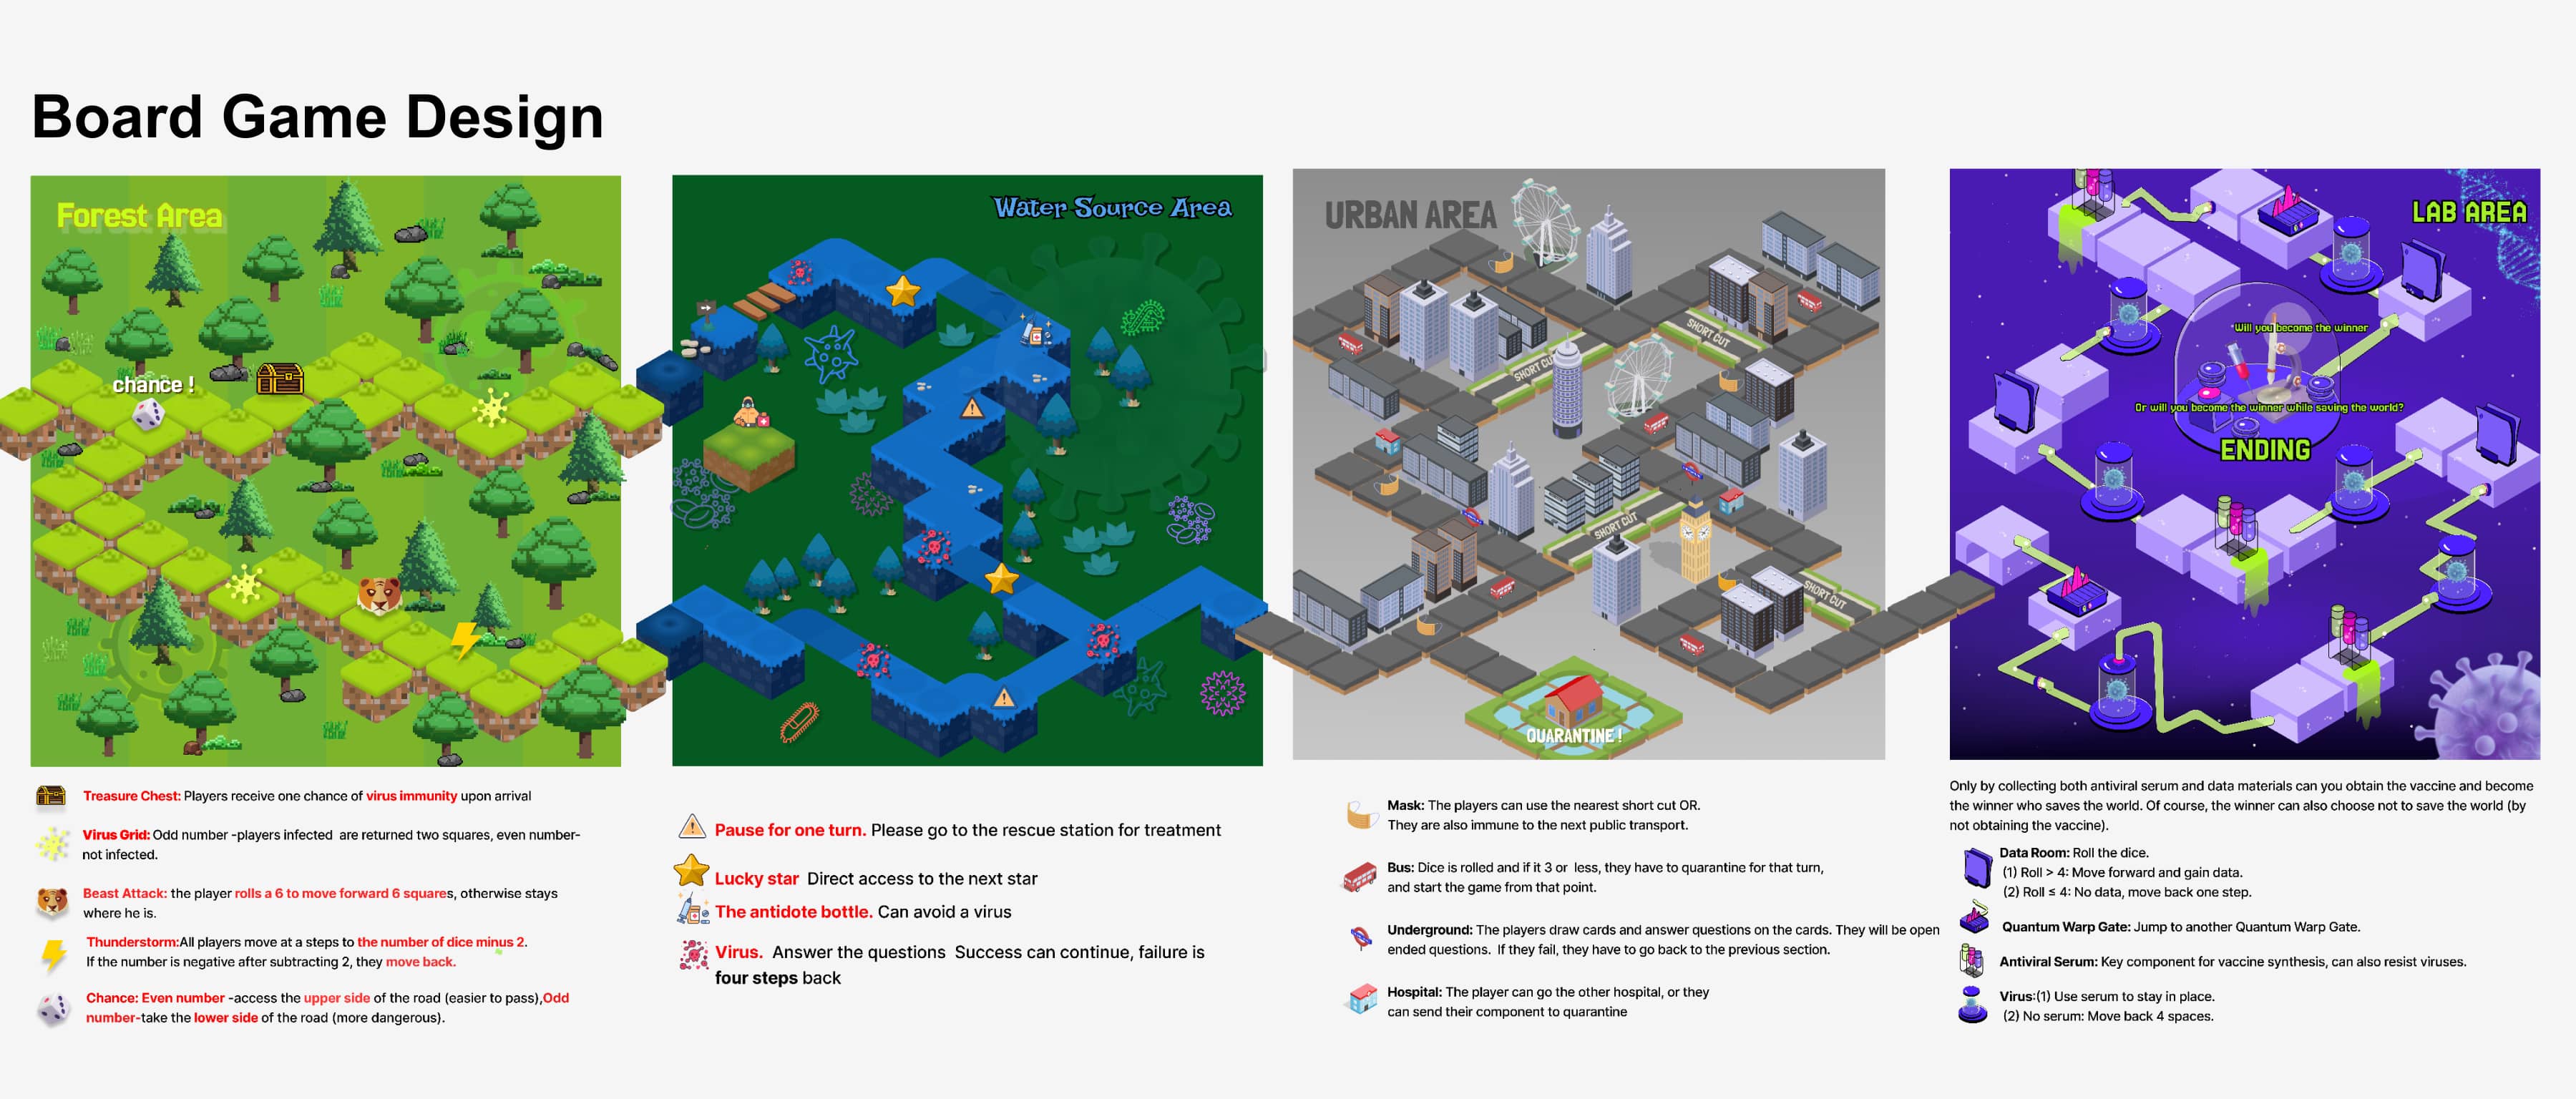 Board Game Design
Forest Area
chance !
Treasure Chest: Players receive one chance of virus immunity upon arrival
Virus Grid: Odd number -players infected are returned two squares, even number-
not infected.
Beast Attack: the player rolls a 6 to move forward 6 squares, otherwise stays
where he is.
Thunderstorm:All players move at a steps to the number of dice minus 2.
If the number is negative after subtracting 2, they move back.
Chance: Even number -access the upper side of the road (easier to pass),Odd
number-take the lower side of the road (more dangerous).
Water Source Area
Pause for one turn. Please go to the rescue station for treatment
Lucky star Direct access to the next star
The antidote bottle. Can avoid a virus
Virus. Answer the questions Success can continue, failure is
four steps back
URBAN AREA
SHORT CUT
SHORT CUT
SHORT CUT
SHORT CUT
QUARANTINE !
Mask: The players can use the nearest short cut OR.
They are also immune to the next public transport.
Bus: Dice is rolled and if it 3 or less, they have to quarantine for that turn,
and start the game from that point.
Underground: The players draw cards and answer questions on the cards. They will be open
ended questions. If they fail, they have to go back to the previous section.
Hospital: The player can go the other hospital, or they
can send their component to quarantine
LAB AREA
Will you become the winner
Or will you become the winner while saving the world?
ENDING
Only by collecting both antiviral serum and data materials can you obtain the vaccine and become
the winner who saves the world. Of course, the winner can also choose not to save the world (by
not obtaining the vaccine).
Data Room: Roll the dice.
(1) Roll > 4: Move forward and gain data.
(2) Roll ≤ 4: No data, move back one step.
Quantum Warp Gate: Jump to another Quantum Warp Gate.
Antiviral Serum: Key component for vaccine synthesis, can also resist viruses.
Virus:(1) Use serum to stay in place.
(2) No serum: Move back 4 spaces.